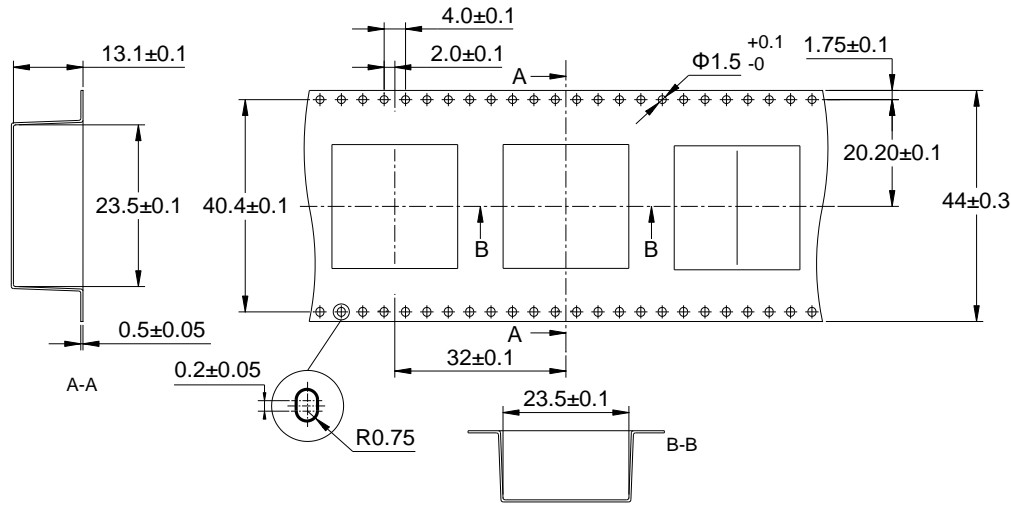 13.1±0.1
4.0±0.1
2.0±0.1
A
Φ1.5 +0.1 -0
1.75±0.1
20.20±0.1
23.5±0.1
40.4±0.1
44±0.3
B
B
0.5±0.05
A
32±0.1
A-A
0.2±0.05
R0.75
23.5±0.1
B-B